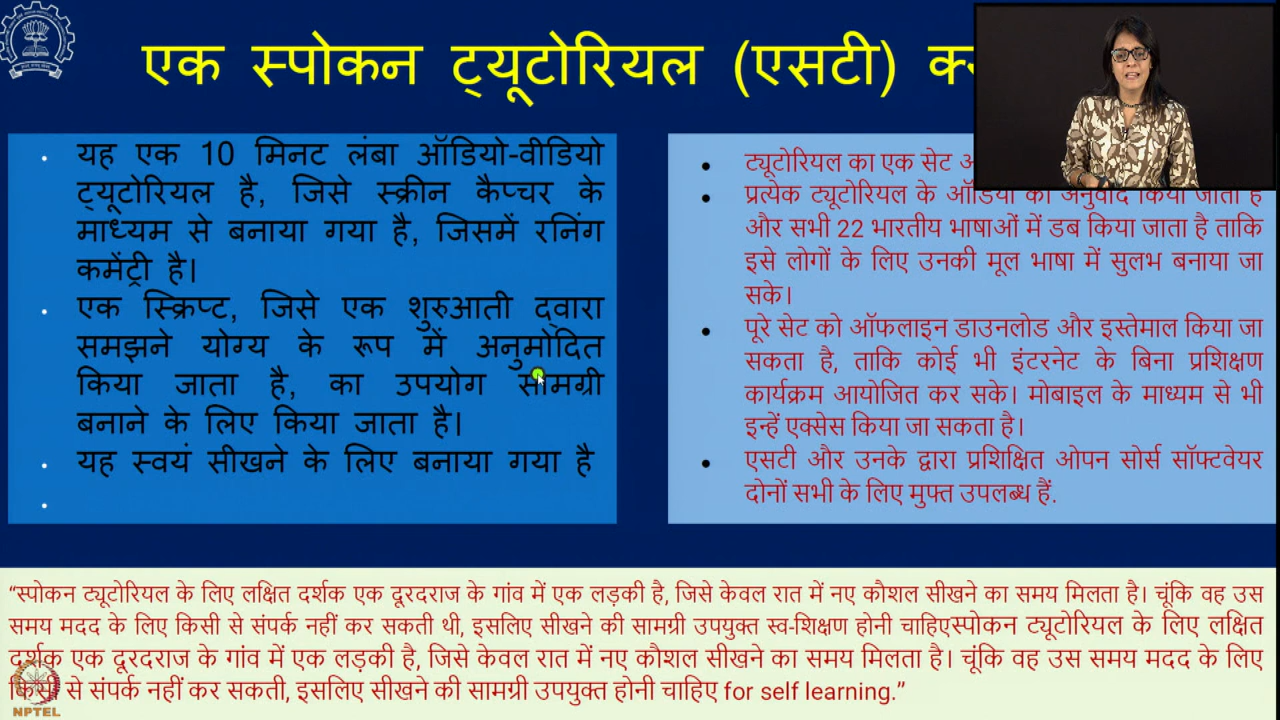 एक स्पोकन ट्यूटोरियल (एसटी)
यह एक 10 मिनट लंबा ऑडियो-वीडियो
ट्यूटोरियल है, जिसे स्क्रीन कैप्चर के
माध्यम से बनाया गया है, जिसमें रनिंग
कमेंट्री है।
एक स्क्रिप्ट, जिसे एक शुरुआती द्वारा
समझने योग्य के रूप में अनुमोदित
किया जाता है, का उपयोग सामग्री
बनाने के लिए किया जाता है।
यह स्वयं सीखने के लिए बनाया गया है
ट्यूटोरियल का एक सेट
प्रत्येक ट्यूटोरियल के ऑडियो का अनुवाद किया जाता है
और सभी 22 भारतीय भाषाओं में डब किया जाता है ताकि
इसे लोगों के लिए उनकी मूल भाषा में सुलभ बनाया जा
सके।
पूरे सेट को ऑफलाइन डाउनलोड और इस्तेमाल किया जा
सकता है, ताकि कोई भी इंटरनेट के बिना प्रशिक्षण
कार्यक्रम आयोजित कर सके। मोबाइल के माध्यम से भी
इन्हें एक्सेस किया जा सकता है।
एसटी और उनके द्वारा प्रशिक्षित ओपन सोर्स सॉफ्टवेयर
दोनों सभी के लिए मुफ्त उपलब्ध हैं.
“स्पोकन ट्यूटोरियल के लिए लक्षित दर्शक एक दूरदराज के गांव में एक लड़की है, जिसे केवल रात में नए कौशल सीखने का समय मिलता है। चूंकि वह उस
समय मदद के लिए किसी से संपर्क नहीं कर सकती थी, इसलिए सीखने की सामग्री उपयुक्त स्व-शिक्षण होनी चाहिएस्पोकन ट्यूटोरियल के लिए लक्षित
दर्शक एक दूरदराज के गांव में एक लड़की है, जिसे केवल रात में नए कौशल सीखने का समय मिलता है। चूंकि वह उस समय मदद के लिए
किसी से संपर्क नहीं कर सकती, इसलिए सीखने की सामग्री उपयुक्त होनी चाहिए for self learning.”
NPTEL